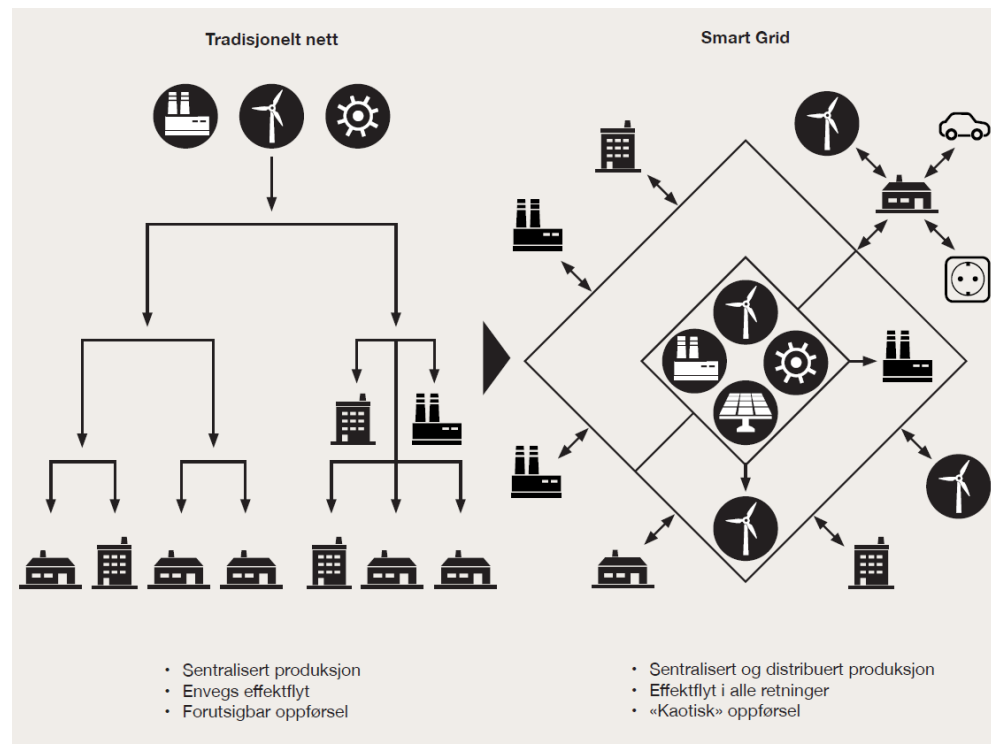 Tradisjonelt nett
Smart Grid
• Sentralisert produksjon
• Envegs effektflyt
• Forutsigbar oppførsel
• Sentralisert og distribuert produksjon
• Effektflyt i alle retninger
• «Kaotisk» oppførsel